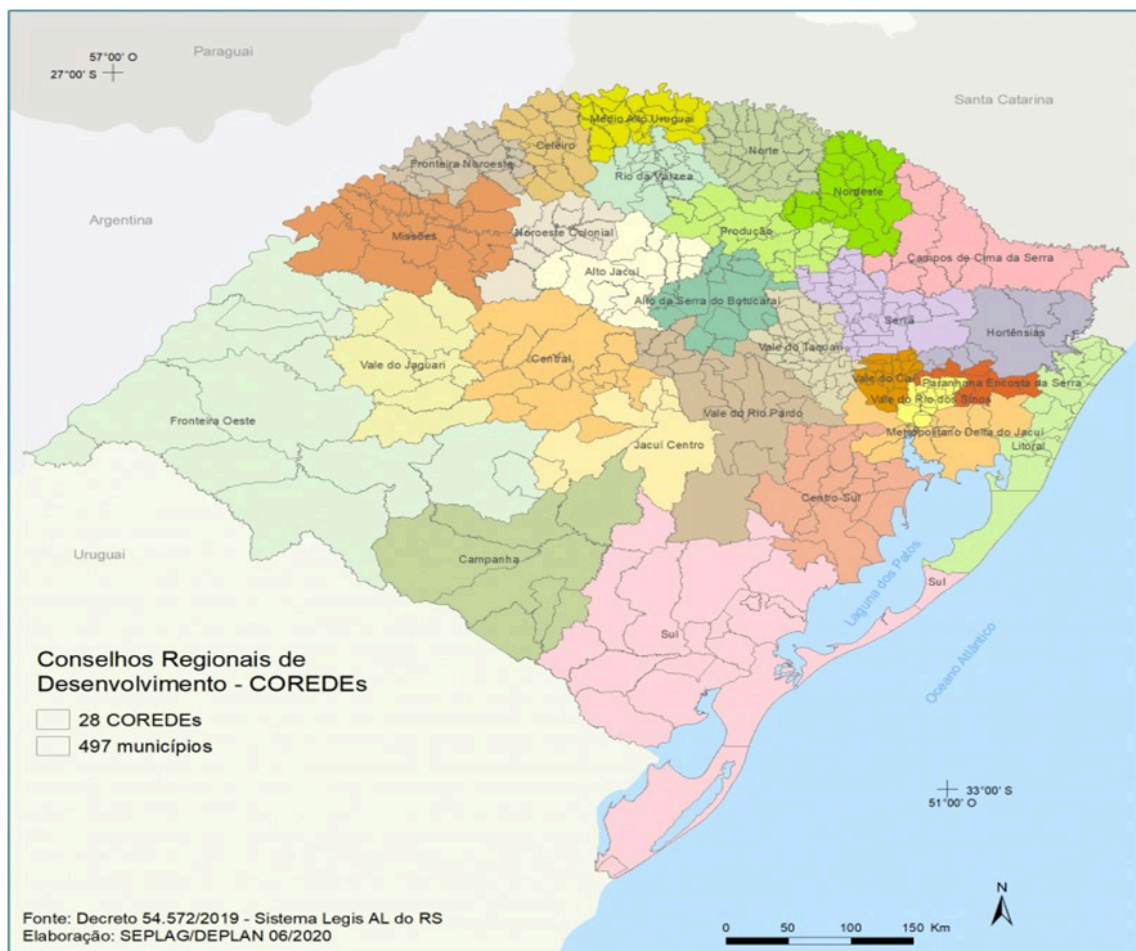 Paraguai
57°00' O
27°00' S
Santa Catarina
Médio Alto Uruguai
Celeiro
Norte
Fronteira Noroeste
Rio da Várzea
Nordeste
Argentina
Missões
Noroeste Colonial
Produção
Campos de Cima da Serra
Alto Jacuí
Alto da Serra do Botucaraí
Serra
Hortênsias
Vale do Taquari
Central
Vale do Jaguari
Vale do Caí
Paranhana Encosta da Serra
Vale do Rio dos Sinos
Vale do Rio Pardo
Fronteira Oeste
Metropolitano Delta do Jacuí
Jacuí Centro
Litoral
Centro-Sul
Uruguai
Campanha
Laguna dos Patos
Sul
Sul
Oceano Atlântico
Conselhos Regionais de
Desenvolvimento - COREDEs
28 COREDEs
497 municípios
33°00' S
51°00' O
N
Fonte: Decreto 54.572/2019 - Sistema Legis AL do RS
Elaboração: SEPLAG/DEPLAN 06/2020
0 50 100 150 Km